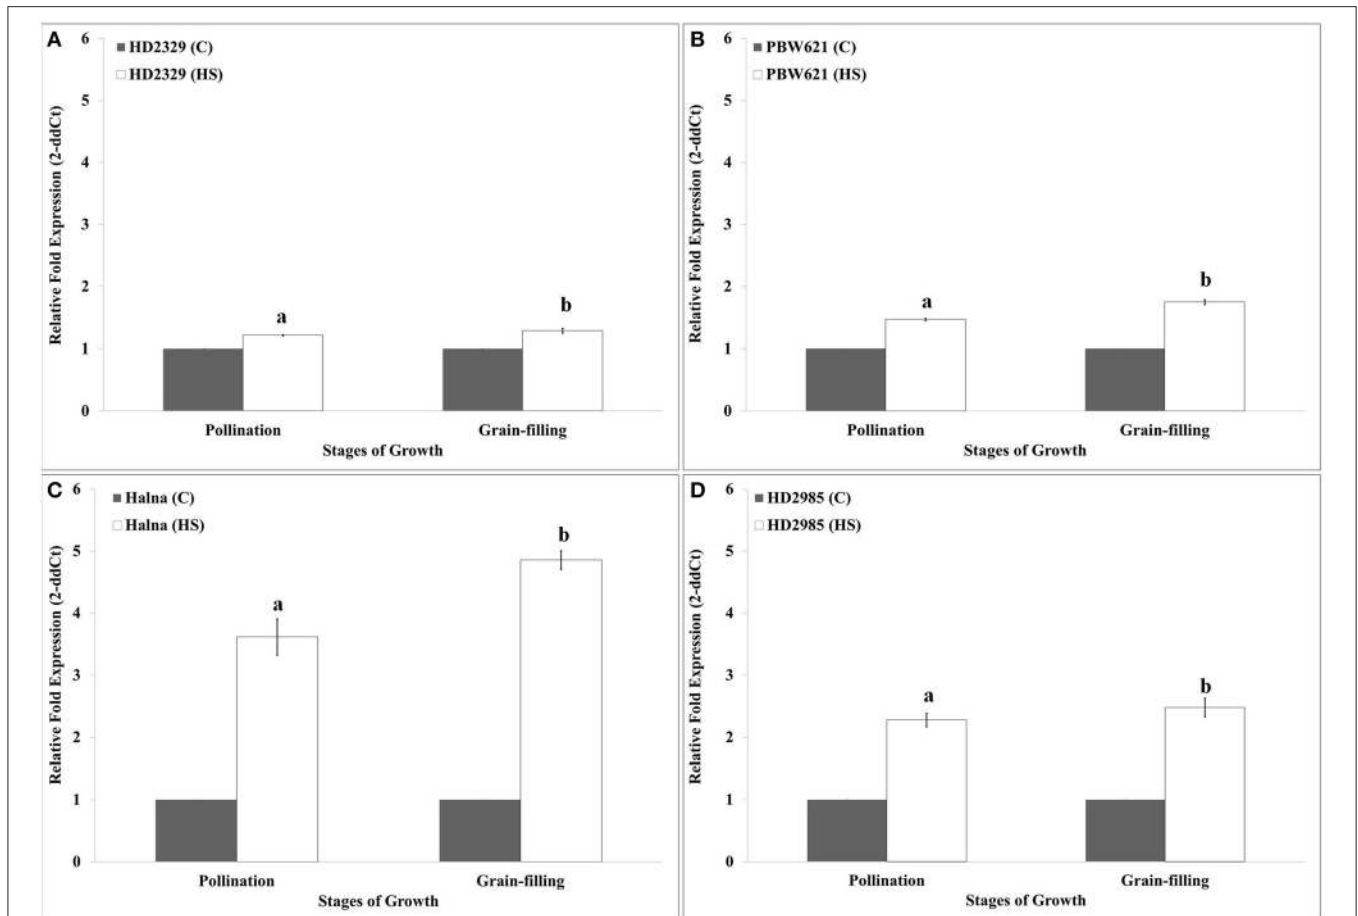 A
HD2329 (C)
HD2329 (HS)
Relative Fold Expression (2-ddCt)
6
5
4
3
2
1
0
a
b
Pollination
Grain-filling
Stages of Growth
B
PBW621 (C)
PBW621 (HS)
Relative Fold Expression (2-ddCt
6
5
4
3
2
1
0
a
b
Pollination
Grain-filling
Stages of Growth
C
Halna (C)
Halna (HS)
Relative Fold Expression (2-ddCt)
6
5
4
3
2
1
0
a
b
Pollination
Grain-filling
Stages of Growth
D
HD2985 (C)
HD2985 (HS)
Relative Fold Expression (2-ddCt)
6
5
4
3
2
1
0
a
b
Pollination
Grain-filling
Stages of Growth